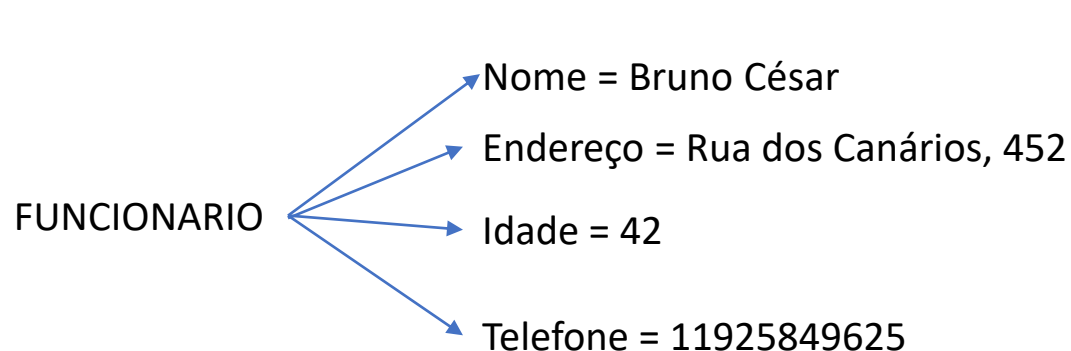 Nome = Bruno César
Endereço = Rua dos Canários, 452
FUNCIONARIO
Idade = 42
Telefone = 11925849625